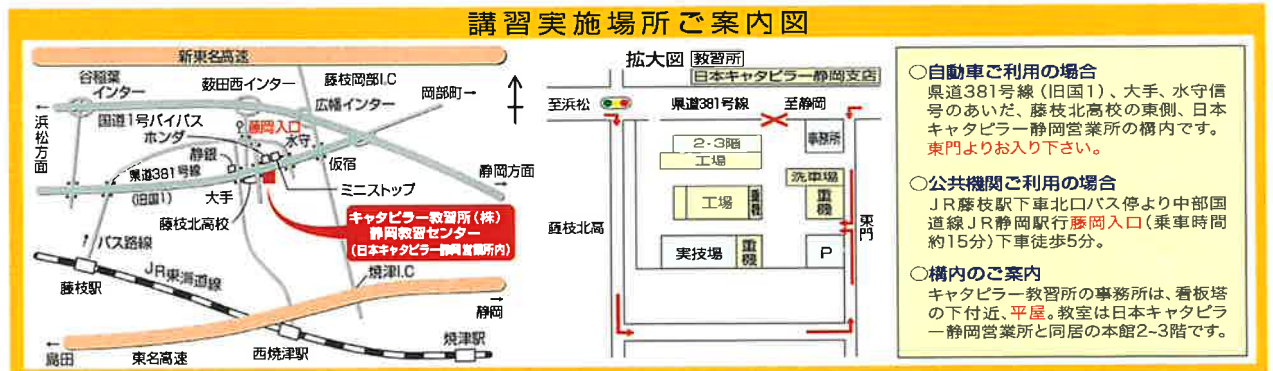 講習実施場所ご案内図
新東名高速
谷稲葉
インター
薮田西インター
藤枝岡部I.C
岡部町→
広幡インター
←
浜松方面
国道1号バイパス
藤岡入口
ホンダ
水守
静銀
仮宿
県道381号線
(旧国1)
大手
ミニストップ
静岡方面
→
藤枝北高校
キャタピラー教習所(株)
静岡教習センター
(日本キャタピラー静岡営業所内)
バス路線
JR東海道線
焼津I.C
藤枝駅
→
静岡
←
島田
東名高速
西焼津駅
焼津駅
拡大図 教習所
日本キャタピラー静岡支店
至浜松
県道381号線
至静岡
2-3階
工場
事務所
洗車場
工場
重機
重機
藤枝北高
東門
実技場
重機
P
○自動車ご利用の場合
県道381号線(旧国1)、大手、水守信
号のあいだ、藤枝北高校の東側、日本
キャタピラー静岡営業所の構内です。
東門よりお入り下さい。
○公共機関ご利用の場合
JR藤枝駅下車北口バス停より中部国
道線JR静岡駅行藤岡入口(乗車時間
約15分)下車徒歩5分。
○構内のご案内
キャタピラー教習所の事務所は、看板塔
の下付近、平屋。教室は日本キャタピラ
ー静岡営業所と同居の本館2-3階です。